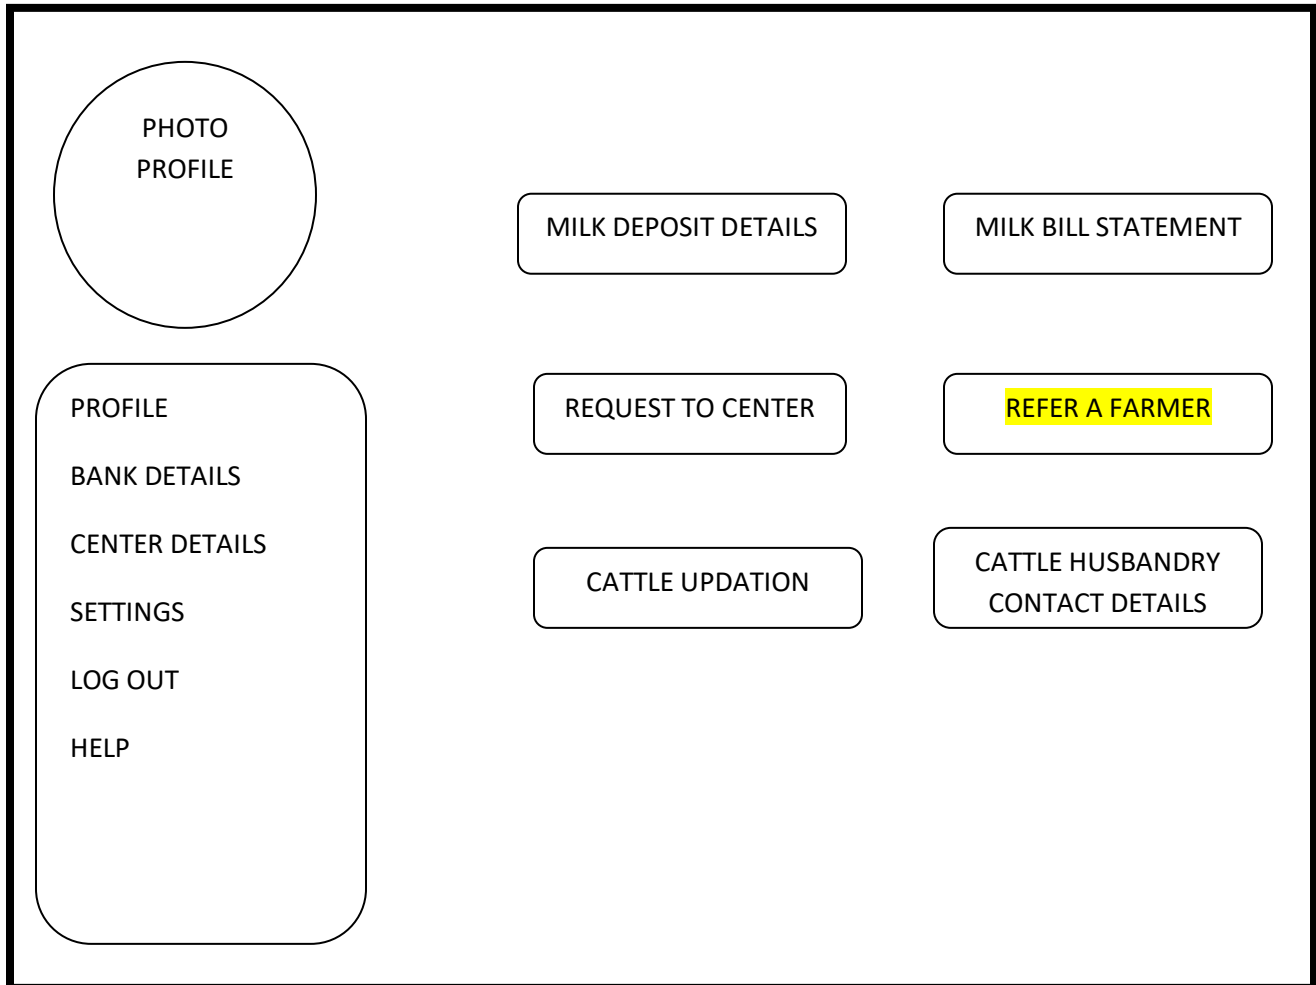 PHOTO
PROFILE
MILK DEPOSIT DETAILS
MILK BILL STATEMENT
PROFILE
BANK DETAILS
CENTER DETAILS
SETTINGS
LOG OUT
HELP
REQUEST TO CENTER
REFER A FARMER
CATTLE UPDATION
CATTLE HUSBANDRY
CONTACT DETAILS